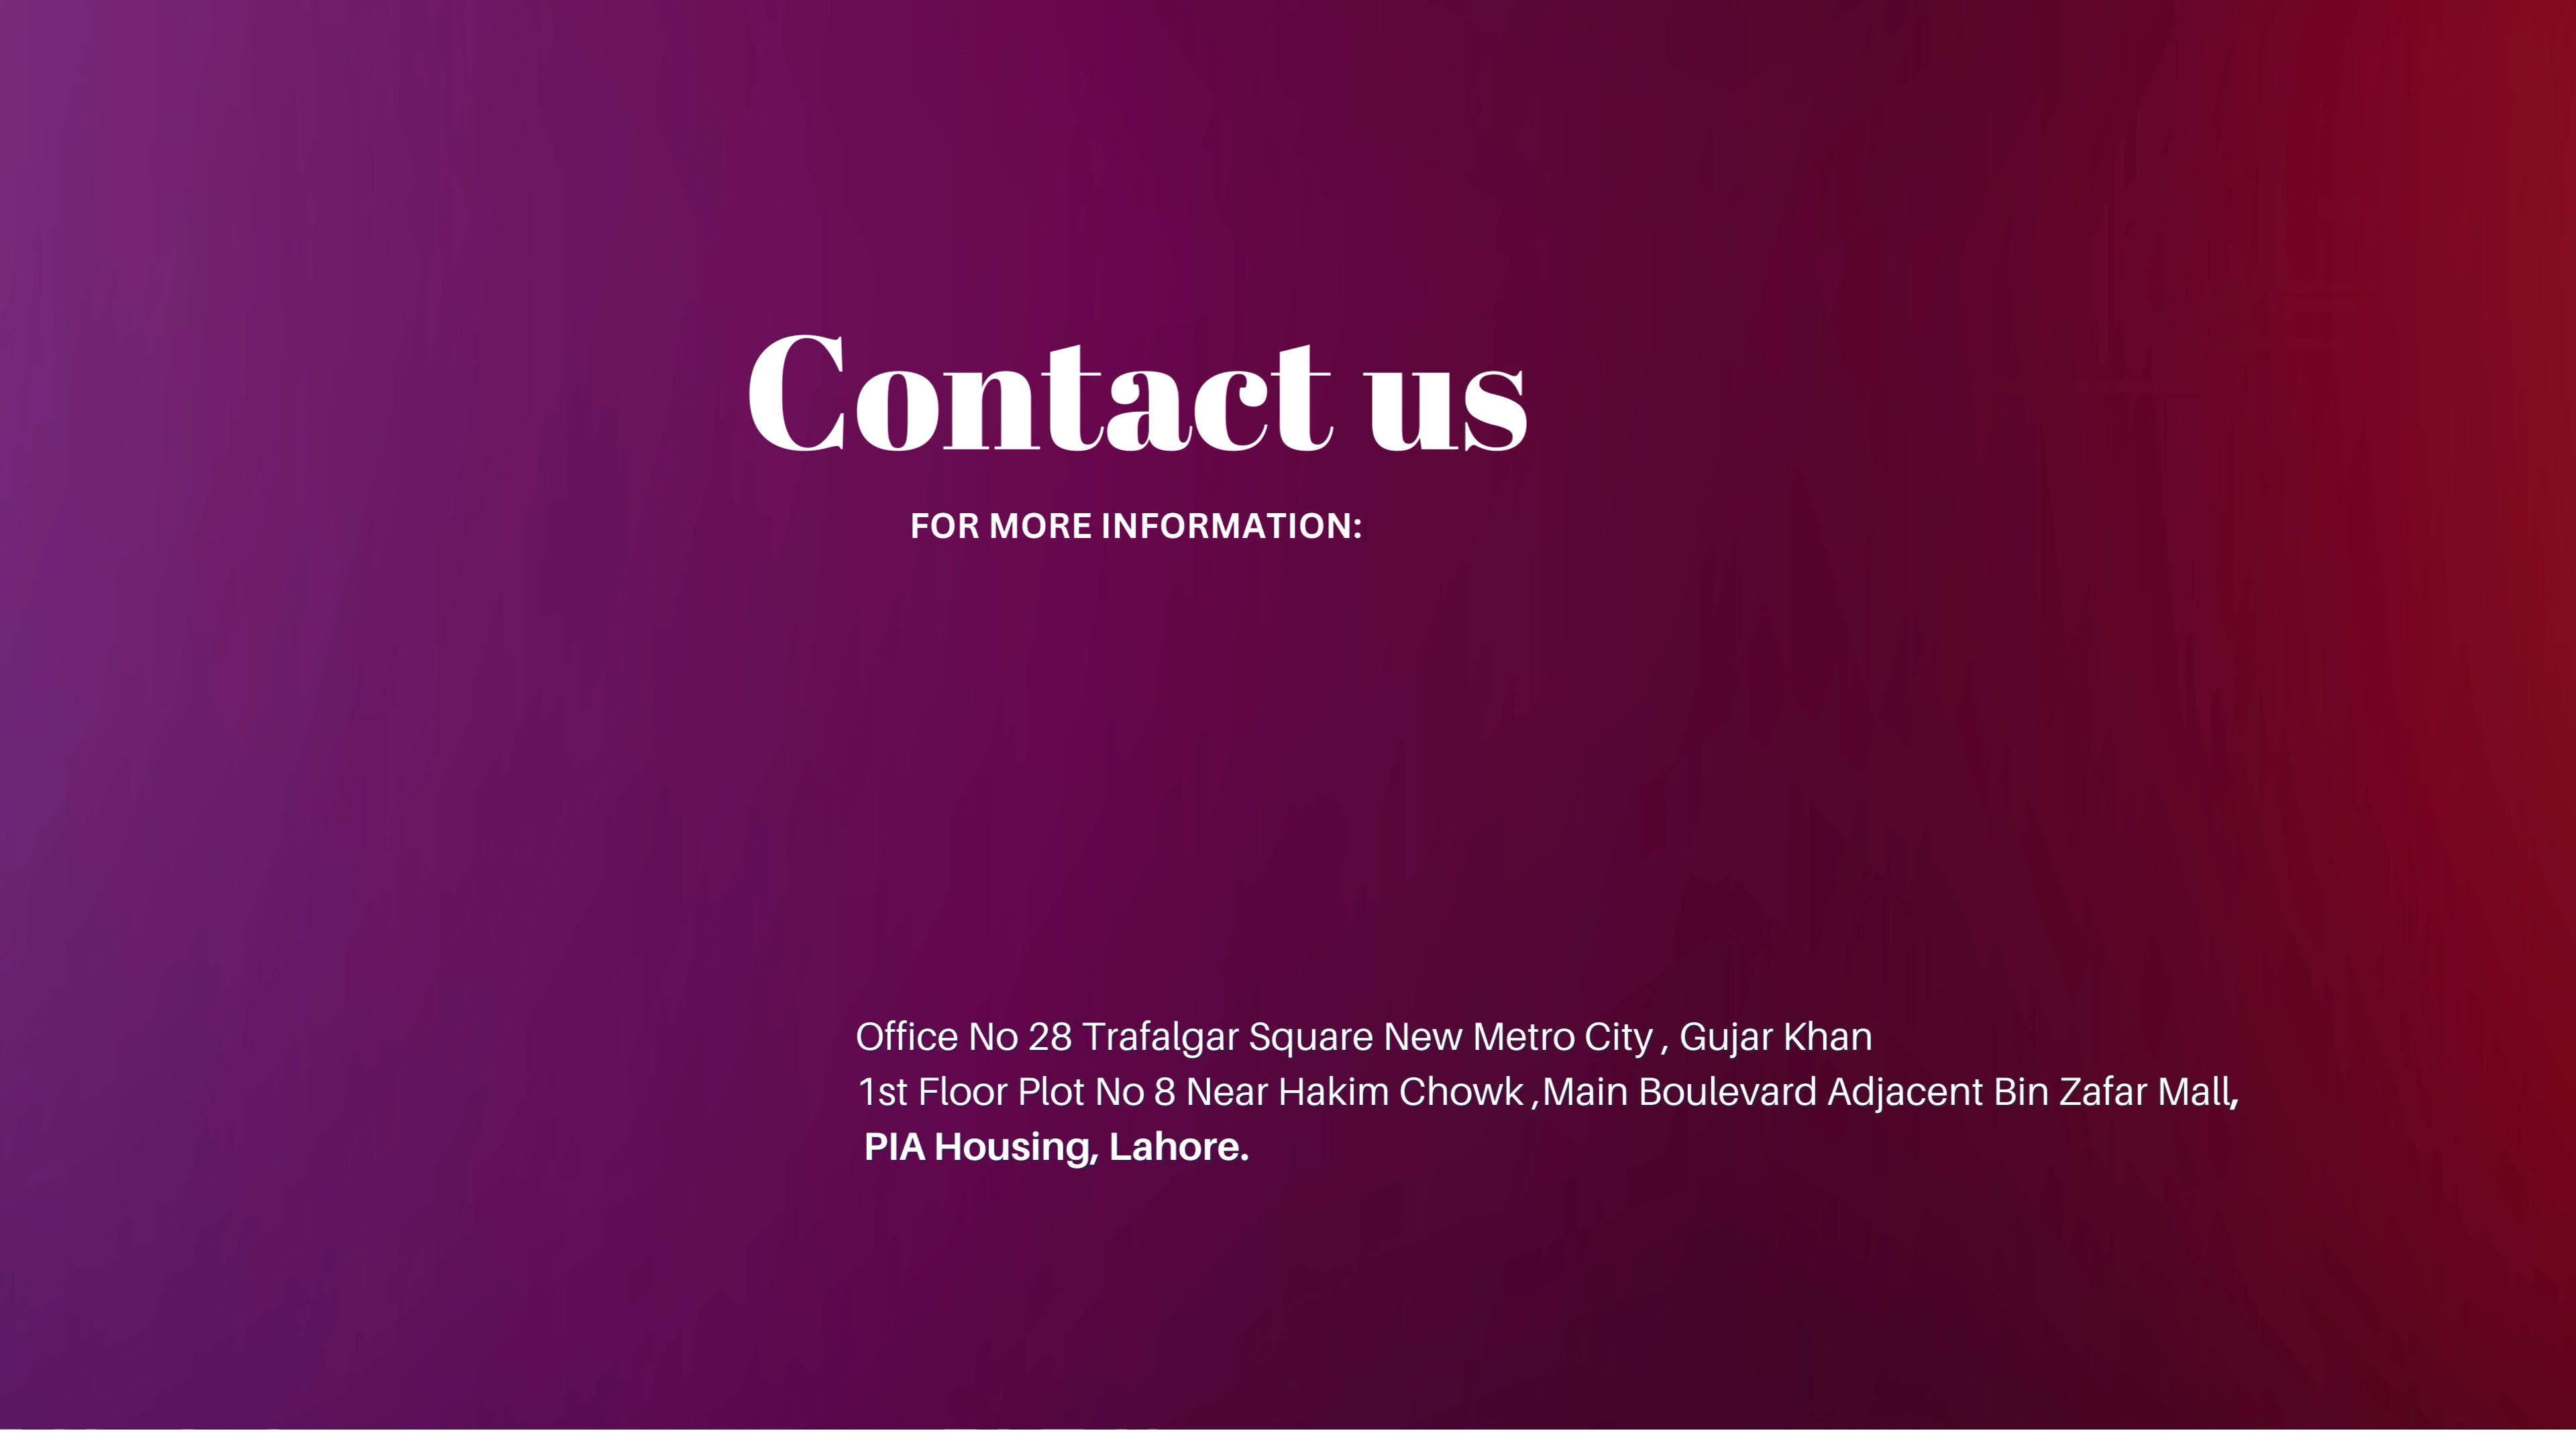 Contact us
FOR MORE INFORMATION:
Office No 28 Trafalgar Square New Metro City , Gujar Khan
1st Floor Plot No 8 Near Hakim Chowk ,Main Boulevard Adjacent Bin Zafar Mall,
PIA Housing, Lahore.